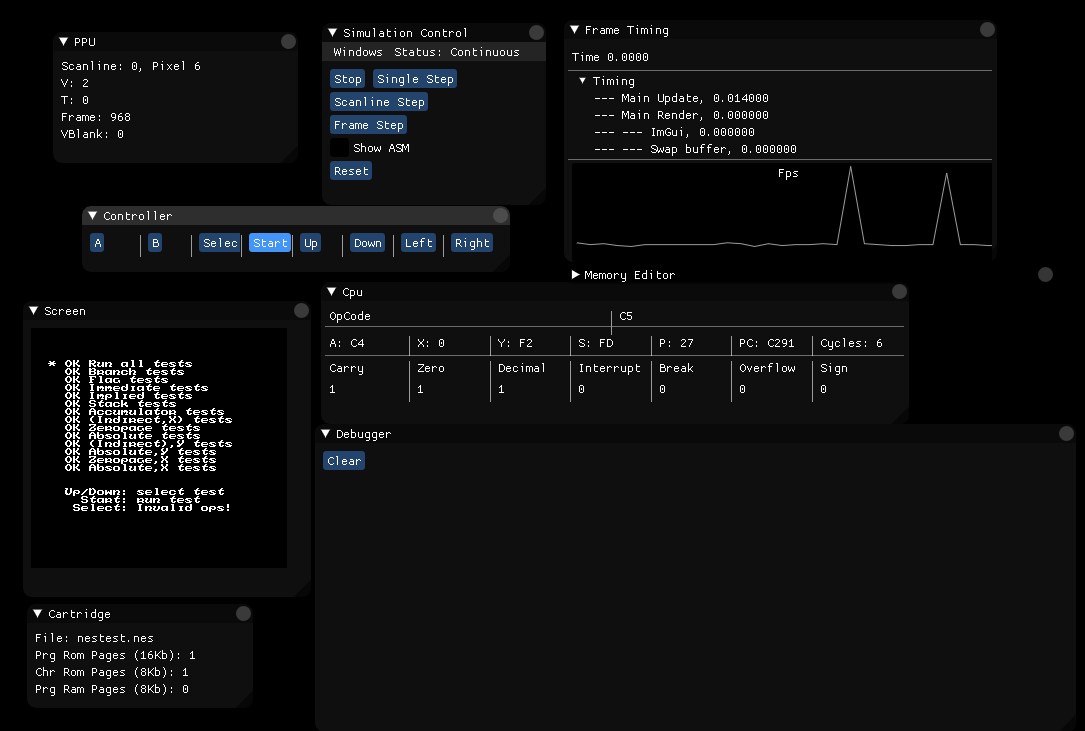 PPU
Scanline: 0, Pixel 6
V: 2
T: 0
Frame: 968
VBlank: 0
Simulation Control
Windows Status: Continuous
Stop Single Step
Scanline Step
Frame Step
Show ASM
Reset
Frame Timing
Time 0.0000
Timing
--- Main Update, 0.014000
--- Main Render, 0.000000
--- --- ImGui, 0.000000
--- --- Swap buffer, 0.000000
Fps
Controller
A B Selec Start Up Down Left Right
Memory Editor
Screen
* OK Run all tests
OK Branch tests
OK Flag tests
OK Immediate tests
OK Implied tests
OK Stack tests
OK Accumulator tests
OK (Indirect,X) tests
OK Zeropage tests
OK Absolute tests
OK (Indirect),Y tests
OK Absolute,Y tests
OK Zeropage,X tests
OK Absolute,X tests
Up/Down: select test
Start: run test
Select: Invalid ops!
Cpu
OpCode C5
A: C4 X: 0 Y: F2 S: FD P: 27 PC: C291 Cycles: 6
Carry Zero Decimal Interrupt Break Overflow Sign
1 1 1 0 0 0 0
Debugger
Clear
Cartridge
File: nestest.nes
Prg Rom Pages (16Kb): 1
Chr Rom Pages (8Kb): 1
Prg Ram Pages (8Kb): 0